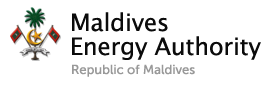 Maldives
Energy Authority
Republic of Maldives